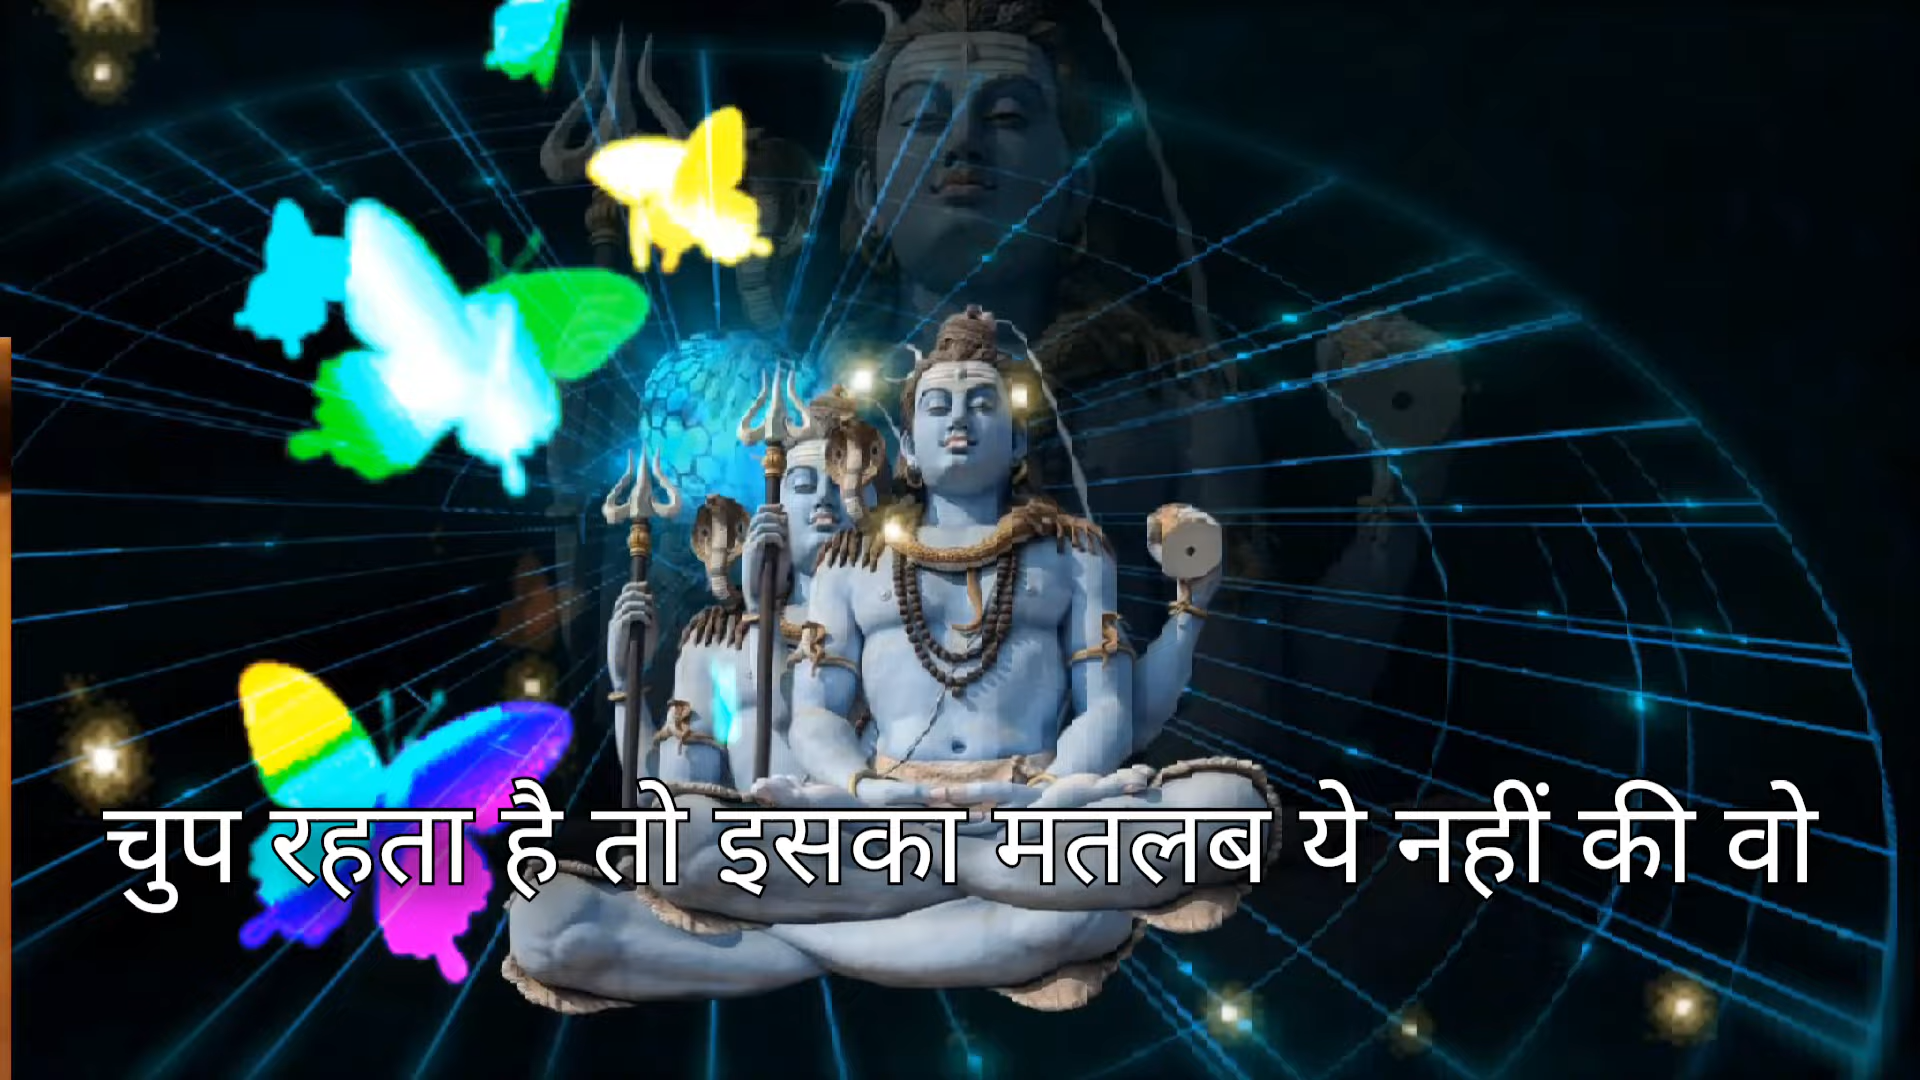 चुप रहता है तो इसका मतलब ये नहीं की वो